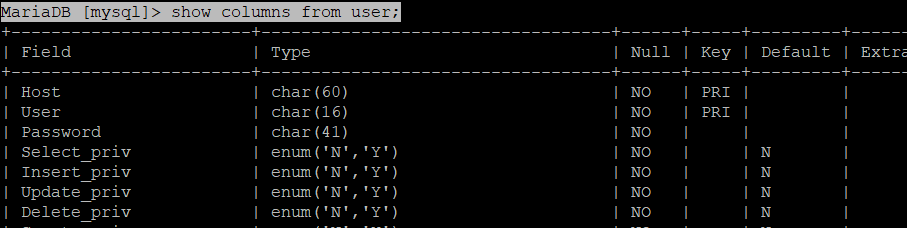 MariaDB [mysql]> show columns from user;
+------------------------+----------------------------------+------+-----+---------+------
| Field | Type | Null | Key | Default | Extra
+------------------------+----------------------------------+------+-----+---------+------
| Host | char(60) | NO | PRI | |
| User | char(16) | NO | PRI | |
| Password | char(41) | NO | | |
| Select_priv | enum('N','Y') | NO | | N |
| Insert_priv | enum('N','Y') | NO | | N |
| Update_priv | enum('N','Y') | NO | | N |
| Delete_priv | enum('N','Y') | NO | | N |